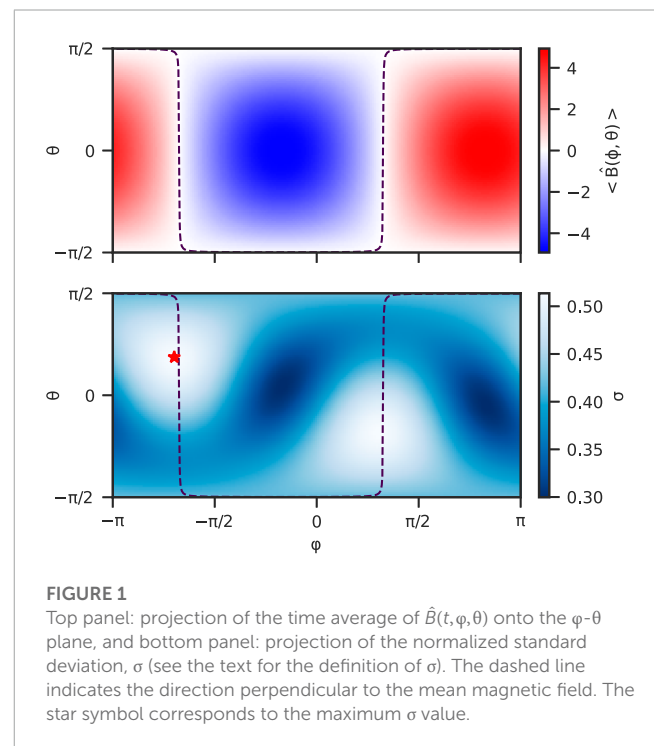 π/2
θ
0
−π/2
4
2
0
−2
−4
< B̂(ϕ, θ) >
π/2
θ
0
−π/2
−π
−π/2
0
π/2
π
φ
0.50
0.45
0.40
0.35
0.30
σ
FIGURE 1
Top panel: projection of the time average of B̂(t,φ,θ) onto the φ-θ
plane, and bottom panel: projection of the normalized standard
deviation, σ (see the text for the definition of σ). The dashed line
indicates the direction perpendicular to the mean magnetic field. The
star symbol corresponds to the maximum σ value.